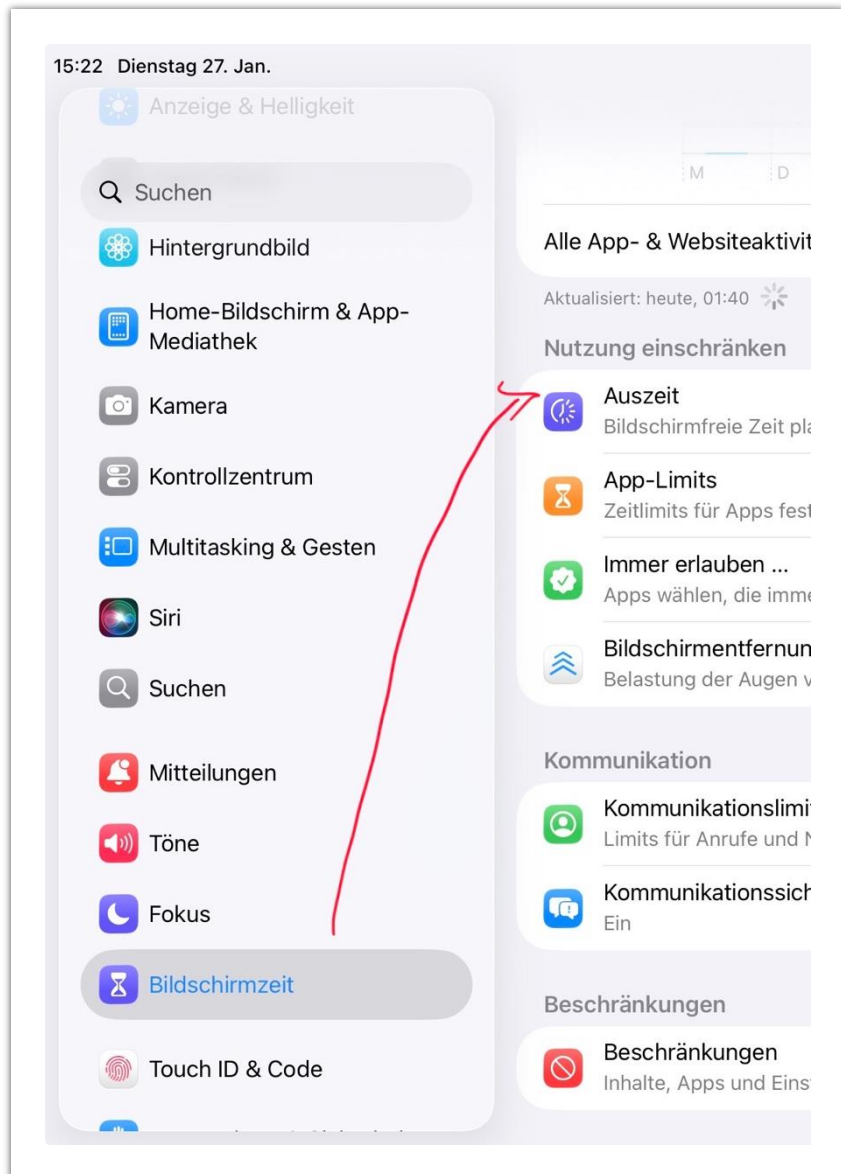 15:22 Dienstag 27. Jan.
Anzeige & Helligkeit
Suchen
Hintergrundbild
Home-Bildschirm & App-
Mediathek
Kamera
Kontrollzentrum
Multitasking & Gesten
Siri
Suchen
Mitteilungen
Töne
Fokus
Bildschirmzeit
Touch ID & Code
M D
Alle App- & Websiteaktivit
Aktualisiert: heute, 01:40
Nutzung einschränken
Auszeit
Bildschirmfreie Zeit pla
App-Limits
Zeitlimits für Apps fest
Immer erlauben ...
Apps wählen, die imme
Bildschirmentfernun
Belastung der Augen v
Kommunikation
Kommunikationslimi
Limits für Anrufe und N
Kommunikationssich
Ein
Beschränkungen
Beschränkungen
Inhalte, Apps und Eins